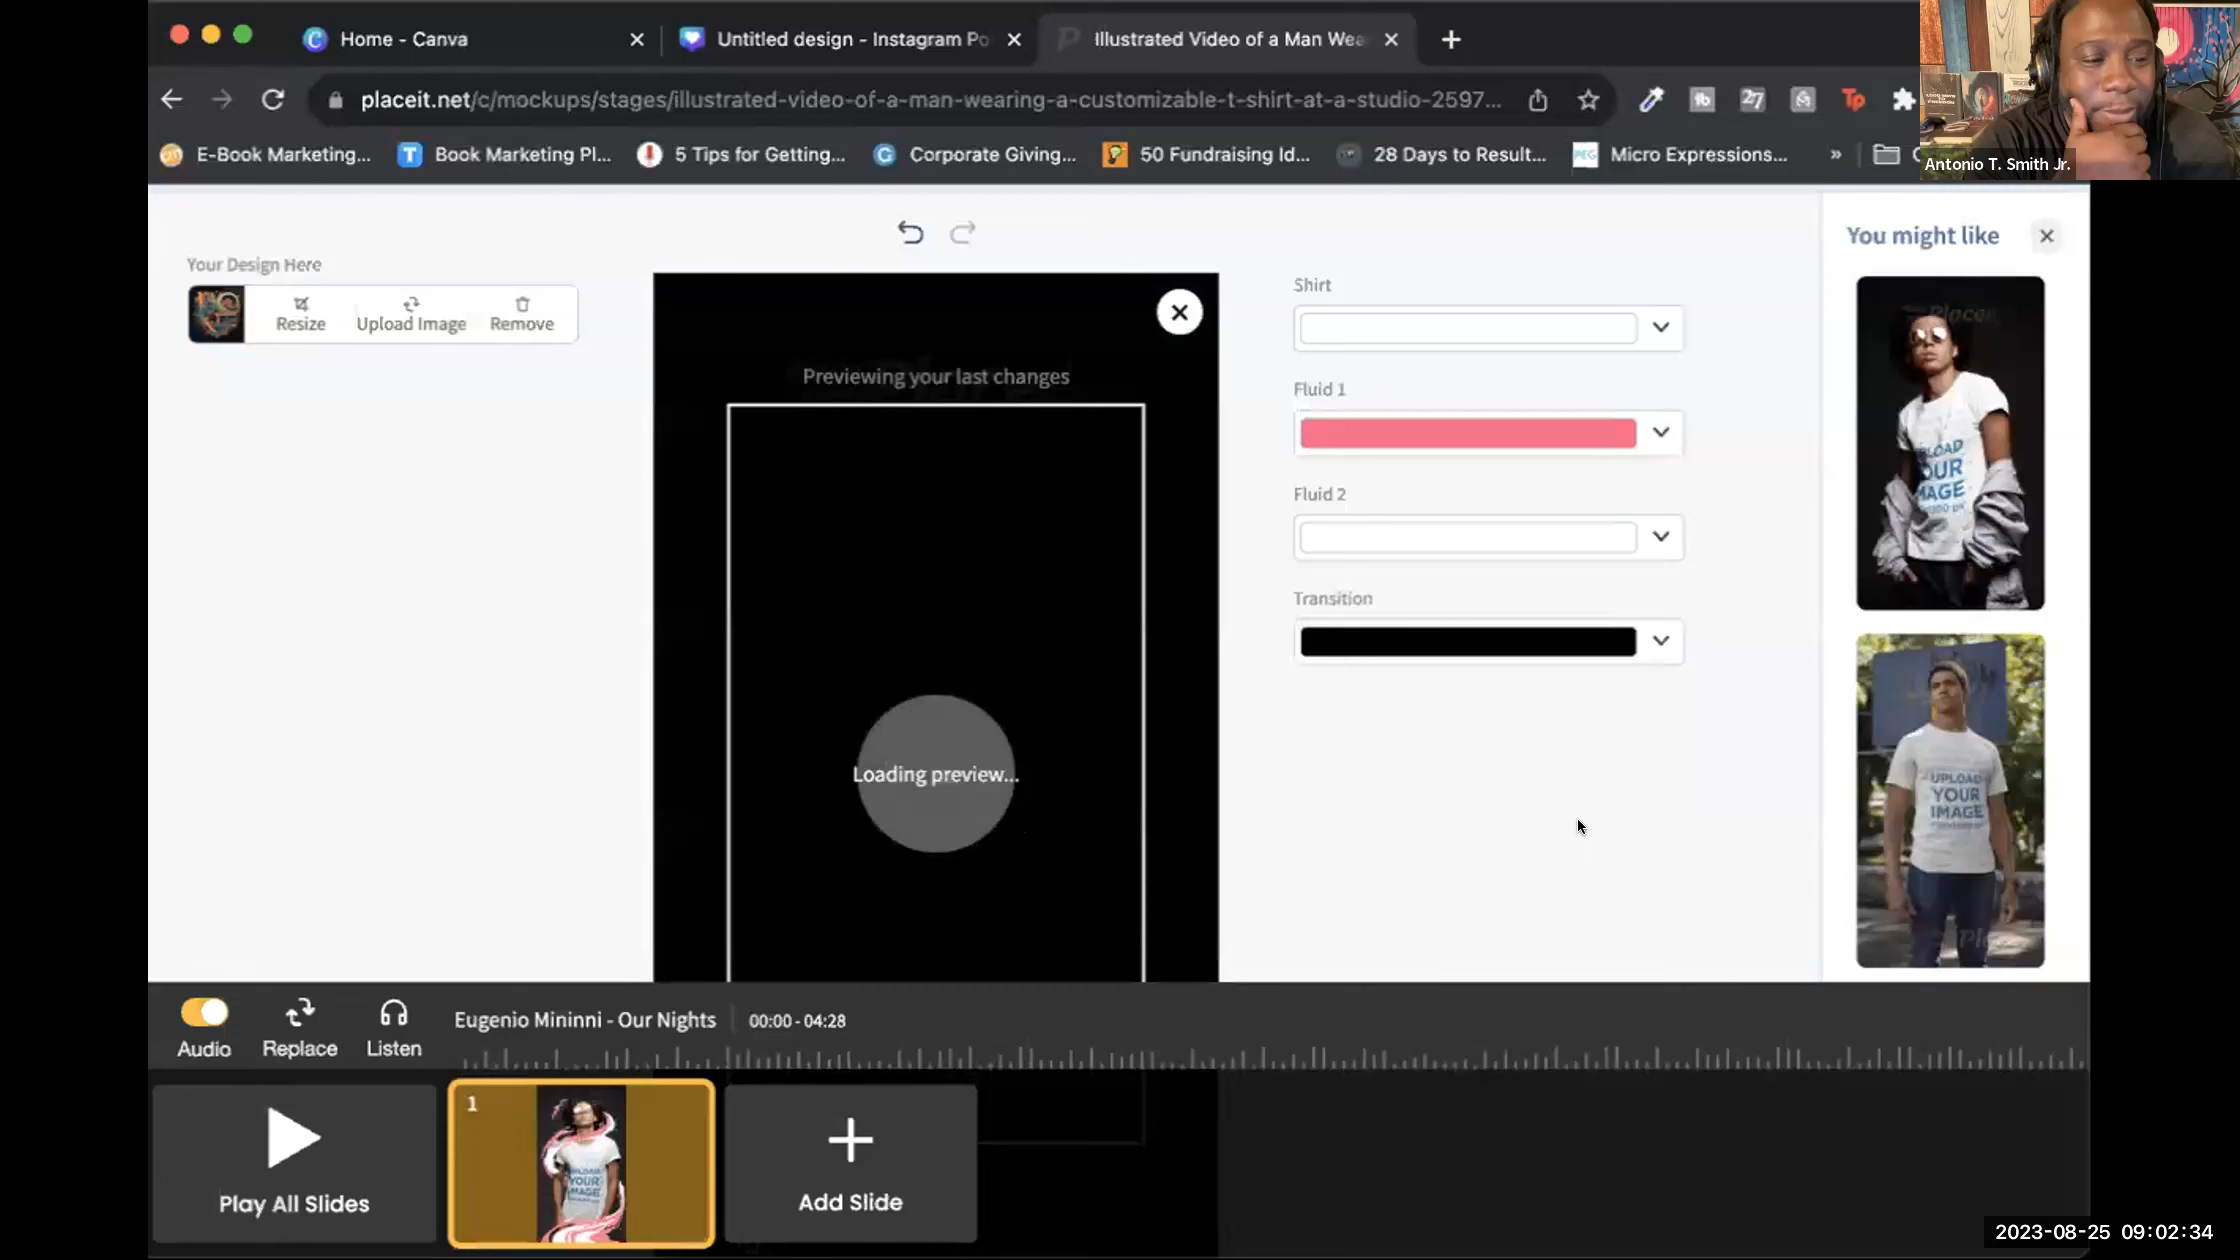 Home - Canva
Untitled design - Instagram Po
Illustrated Video of a Man Wea
placeit.net/c/mockups/stages/illustrated-video-of-a-man-wearing-a-customizable-t-shirt-at-a-studio-2597...
27
Tp
E-Book Marketing...
T
Book Marketing Pl...
5 Tips for Getting...
Corporate Giving...
50 Fundraising Id...
28 Days to Result...
PEG
Micro Expressions...
»
Antonio T. Smith Jr.
You might like
Your Design Here
Resize
Upload Image
Remove
Previewing your last changes
Loading preview...
Shirt
Fluid 1
Fluid 2
Transition
UPLOAD
YOUR
IMAGE
Audio
Replace
Listen
Eugenio Mininni - Our Nights
00:00 - 04:28
Play All Slides
1
YOUR
IMAGE
Add Slide
2023-08-25 09:02:34